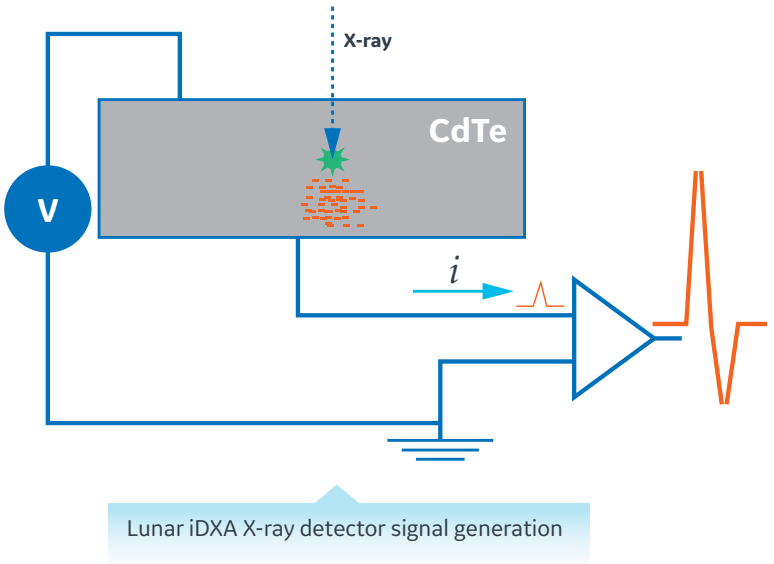 X-ray
CdTe
V
i
Lunar iDXA X-ray detector signal generation